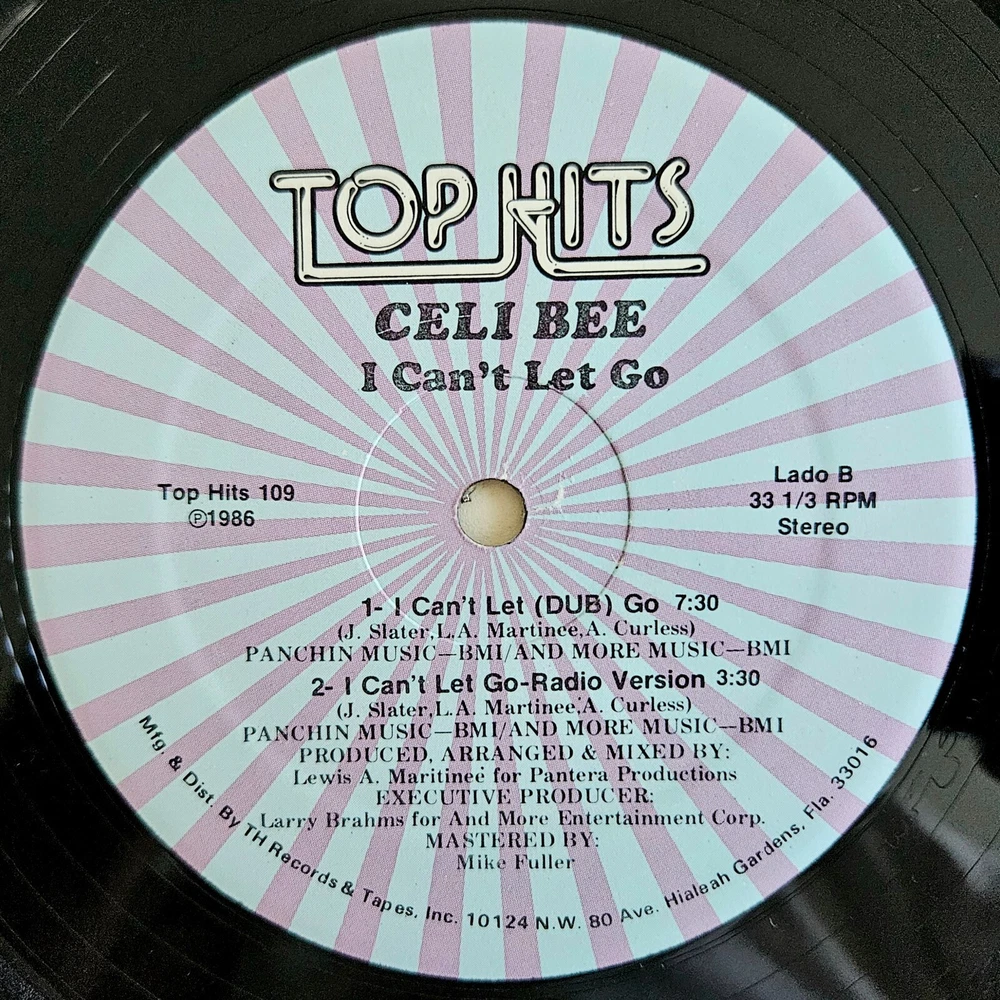 TOP HITS
CELI BEE
I Can't Let Go
Top Hits 109
Ⓟ1986
Lado B
33 1/3 RPM
Stereo
1- I Can't Let (DUB) Go 7:30
(J. Slater,L.A. Martineé,A. Curless)
PANCHIN MUSIC—BMI/AND MORE MUSIC—BMI
2- I Can't Let Go-Radio Version 3:30
(J. Slater,L.A. Martineé,A. Curless)
PANCHIN MUSIC—BMI/AND MORE MUSIC—BMI
PRODUCED, ARRANGED & MIXED BY:
Lewis A. Maritineé for Pantera Productions
EXECUTIVE PRODUCER:
Larry Brahms for And More Entertainment Corp.
MASTERED BY:
Mike Fuller
Mfg & Dist. By TH Records & Tapes, Inc. 10124 N.W. 80 Ave. Hialeah Gardens, Fla. 33016